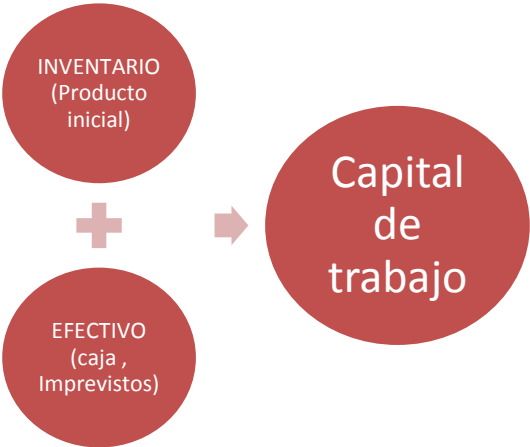 INVENTARIO
(Producto
inicial)
EFECTIVO
(caja ,
Imprevistos)
Capital
de
trabajo